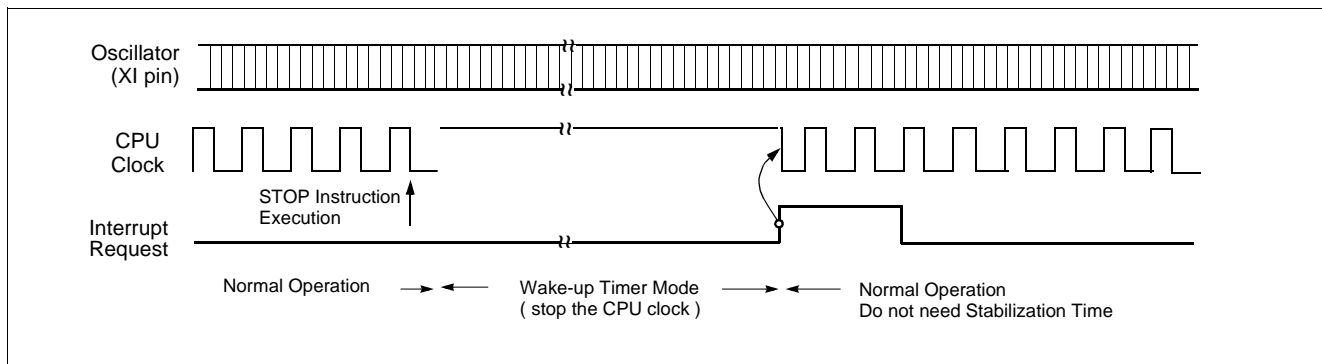 Oscillator
(XI pin)
CPU
Clock
STOP Instruction
Execution
Interrupt
Request
Normal Operation
Wake-up Timer Mode
( stop the CPU clock )
Normal Operation
Do not need Stabilization Time